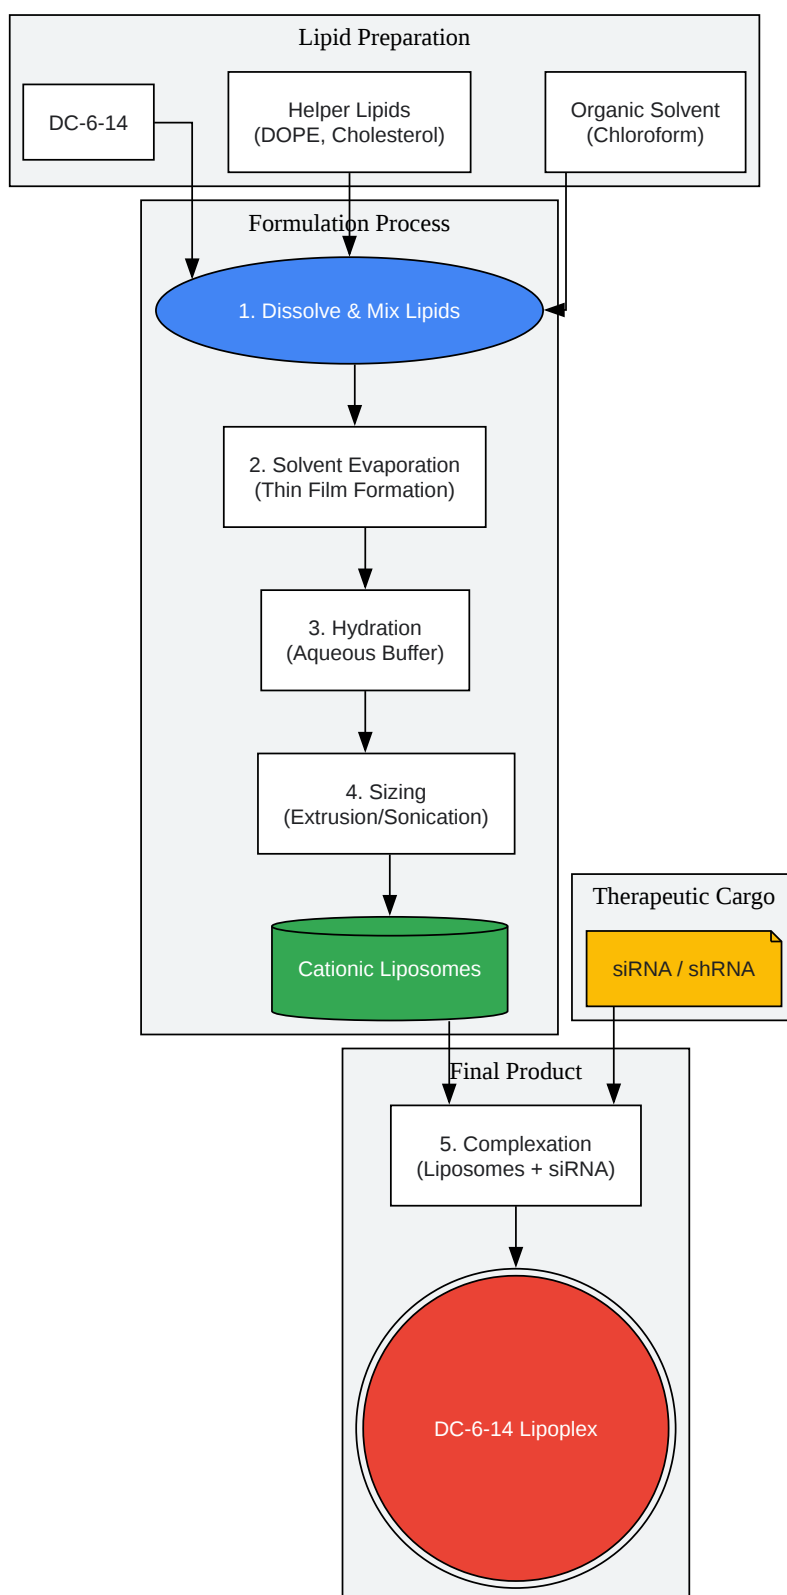 Lipid Preparation
DC-6-14
Helper Lipids
(DOPE, Cholesterol)
Organic Solvent
(Chloroform)
Formulation Process
1. Dissolve & Mix Lipids
2. Solvent Evaporation
(Thin Film Formation)
3. Hydration
(Aqueous Buffer)
4. Sizing
(Extrusion/Sonication)
Therapeutic Cargo
Cationic Liposomes
siRNA / shRNA
Final Product
5. Complexation
(Liposomes + siRNA)
DC-6-14 Lipoplex